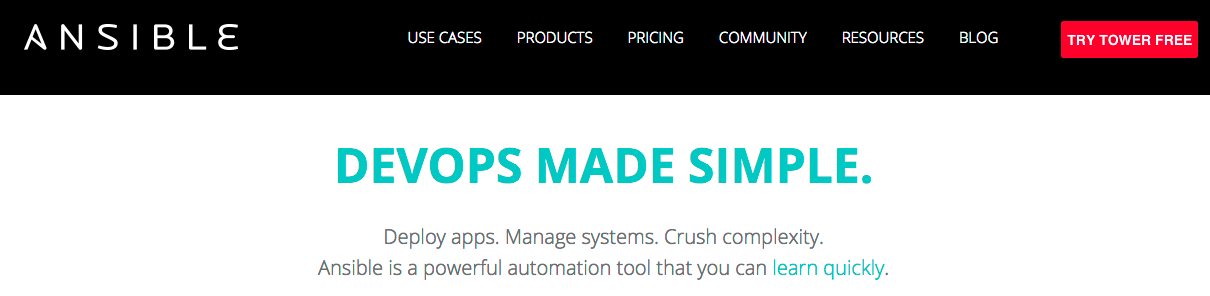 ANSIBLE USE CASES PRODUCTS PRICING COMMUNITY RESOURCES BLOG TRY TOWER FREE
DEVOPS MADE SIMPLE.
Deploy apps. Manage systems. Crush complexity.
Ansible is a powerful automation tool that you can learn quickly.